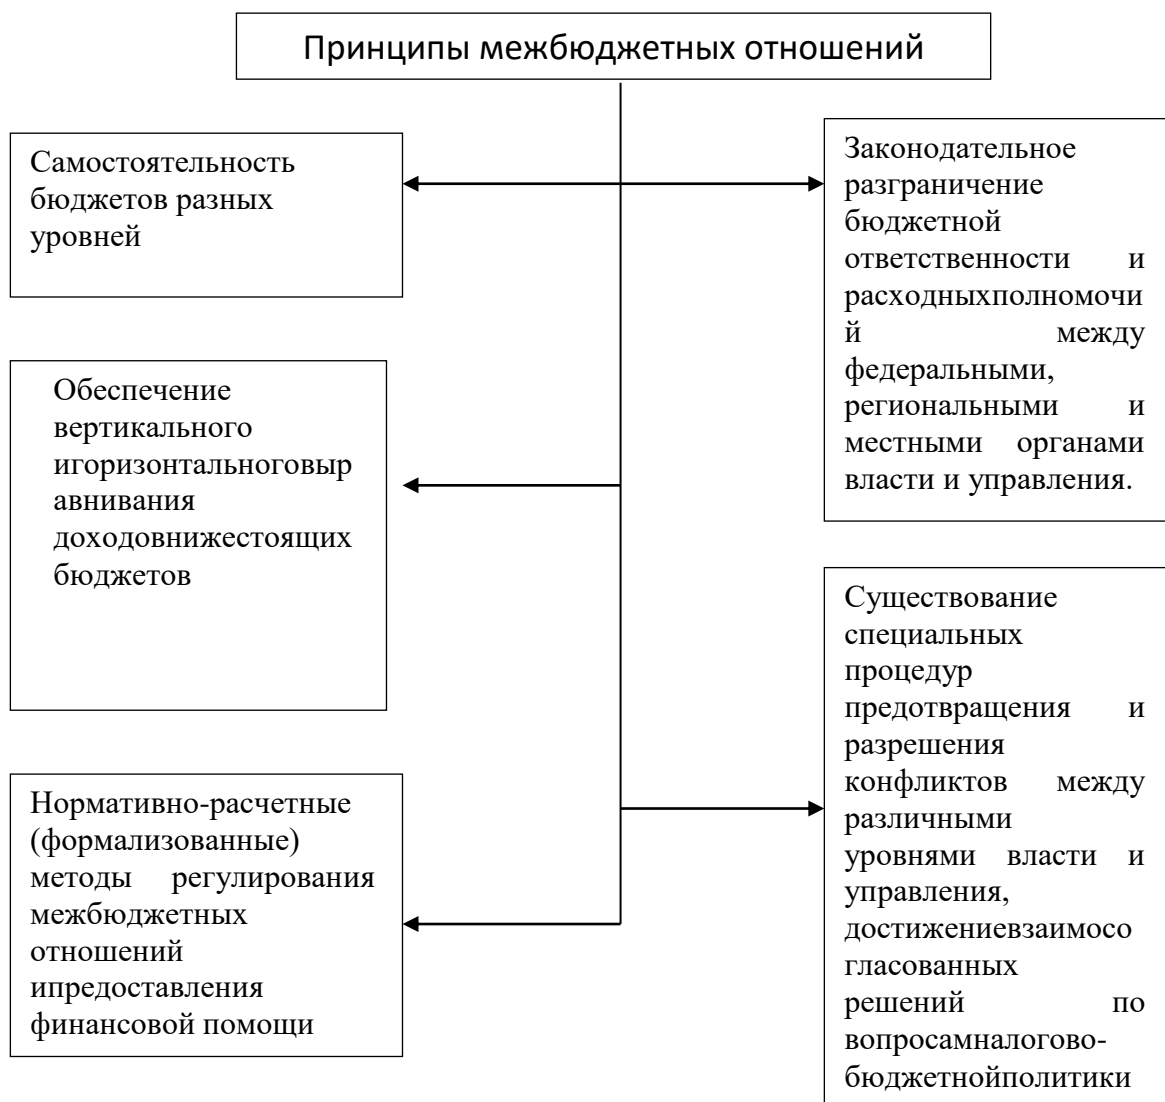 Принципы межбюджетных отношений
Самостоятельность
бюджетов разных
уровней
Законодательное
разграничение
бюджетной
ответственности и
расходныхполномочи
й между
федеральными,
региональными и
местными органами
власти и управления.
Обеспечение
вертикального
игоризонтальноговыр
авнивания
доходовнижестоящих
бюджетов
Существование
специальных
процедур
предотвращения и
разрешения
конфликтов между
различными
уровнями власти и
управления,
достижениевзаимосо
гласованных
решений по
вопросамналогово-
бюджетнойполитики
Нормативно-расчетные
(формализованные)
методы регулирования
межбюджетных
отношений
ипредоставления
финансовой помощи